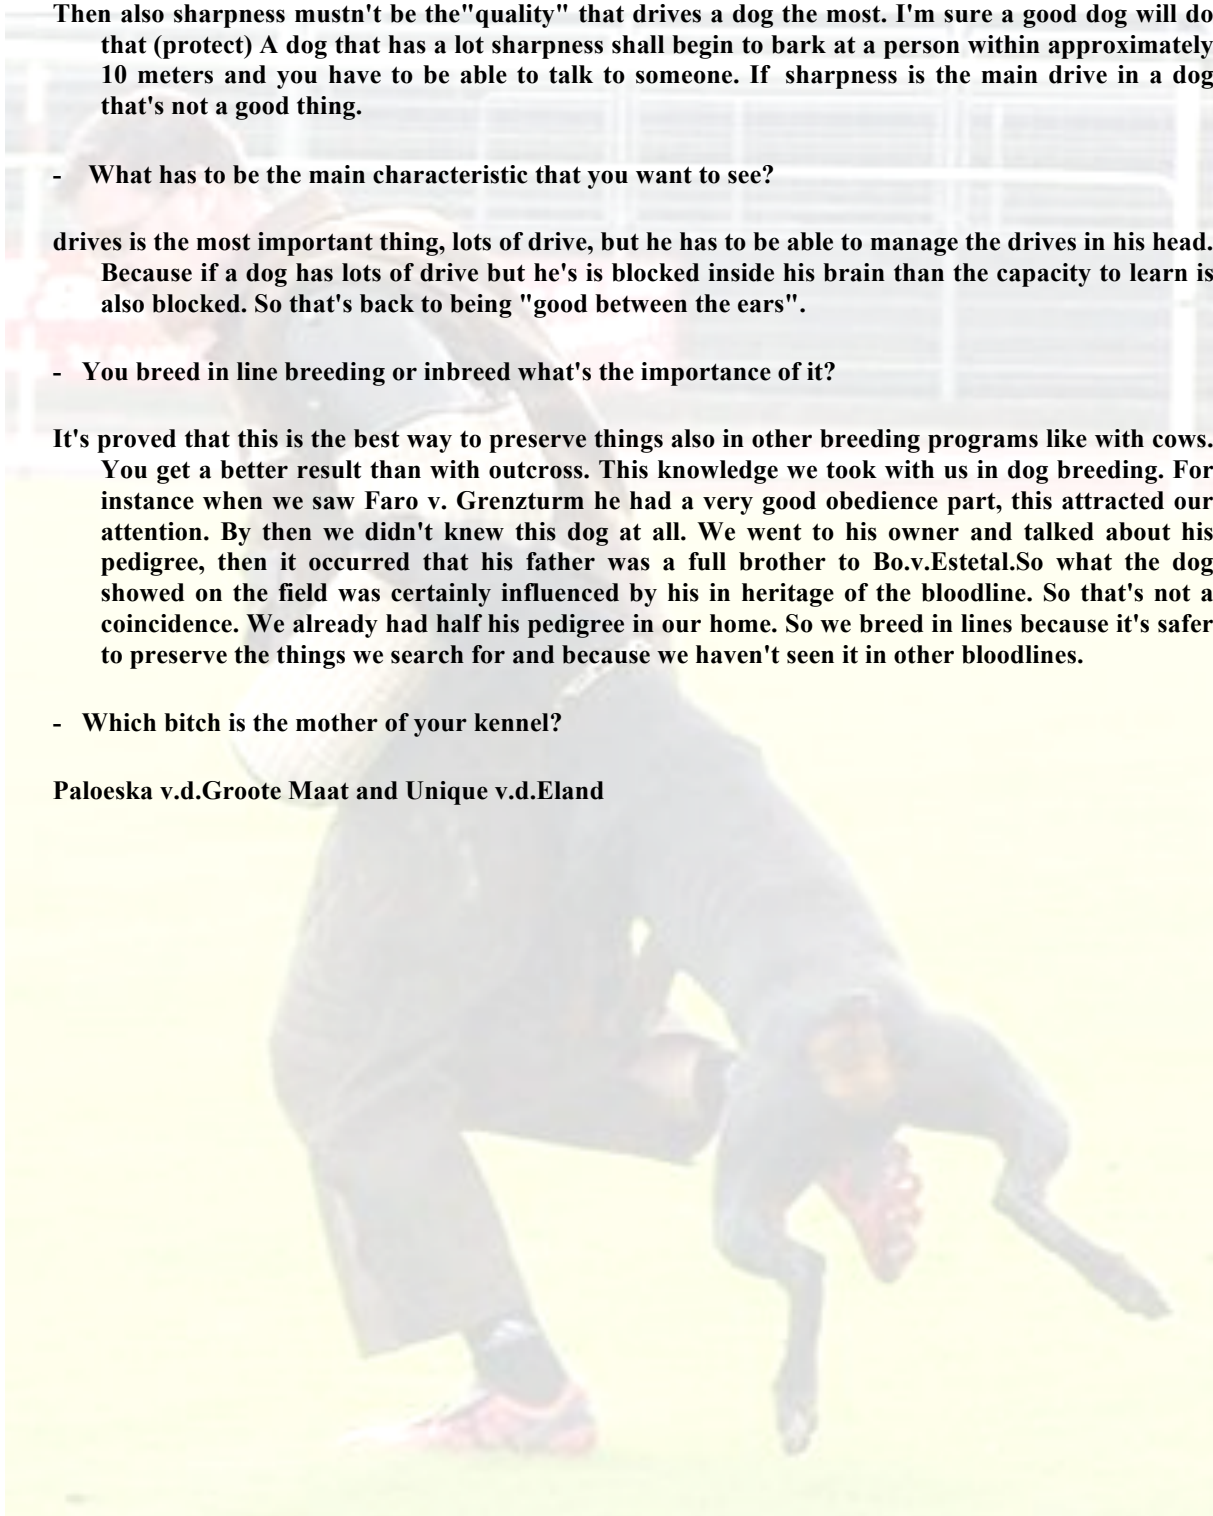 Then also sharpness mustn't be the"quality" that drives a dog the most. I'm sure a good dog will do
that (protect) A dog that has a lot sharpness shall begin to bark at a person within approximately
10 meters and you have to be able to talk to someone. If sharpness is the main drive in a dog
that's not a good thing.
- What has to be the main characteristic that you want to see?
drives is the most important thing, lots of drive, but he has to be able to manage the drives in his head.
Because if a dog has lots of drive but he's is blocked inside his brain than the capacity to learn is
also blocked. So that's back to being "good between the ears".
- You breed in line breeding or inbreed what's the importance of it?
It's proved that this is the best way to preserve things also in other breeding programs like with cows.
You get a better result than with outcross. This knowledge we took with us in dog breeding. For
instance when we saw Faro v. Grenzturm he had a very good obedience part, this attracted our
attention. By then we didn't knew this dog at all. We went to his owner and talked about his
pedigree, then it occurred that his father was a full brother to Bo.v.Estetal.So what the dog
showed on the field was certainly influenced by his in heritage of the bloodline. So that's not a
coincidence. We already had half his pedigree in our home. So we breed in lines because it's safer
to preserve the things we search for and because we haven't seen it in other bloodlines.
- Which bitch is the mother of your kennel?
Paloeska v.d.Groote Maat and Unique v.d.Eland